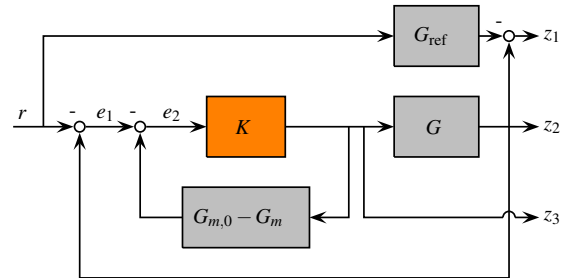 G_ref
-
z_1
r
-
e_1
-
e_2
K
G
z_2
G_{m,0} − G_m
z_3